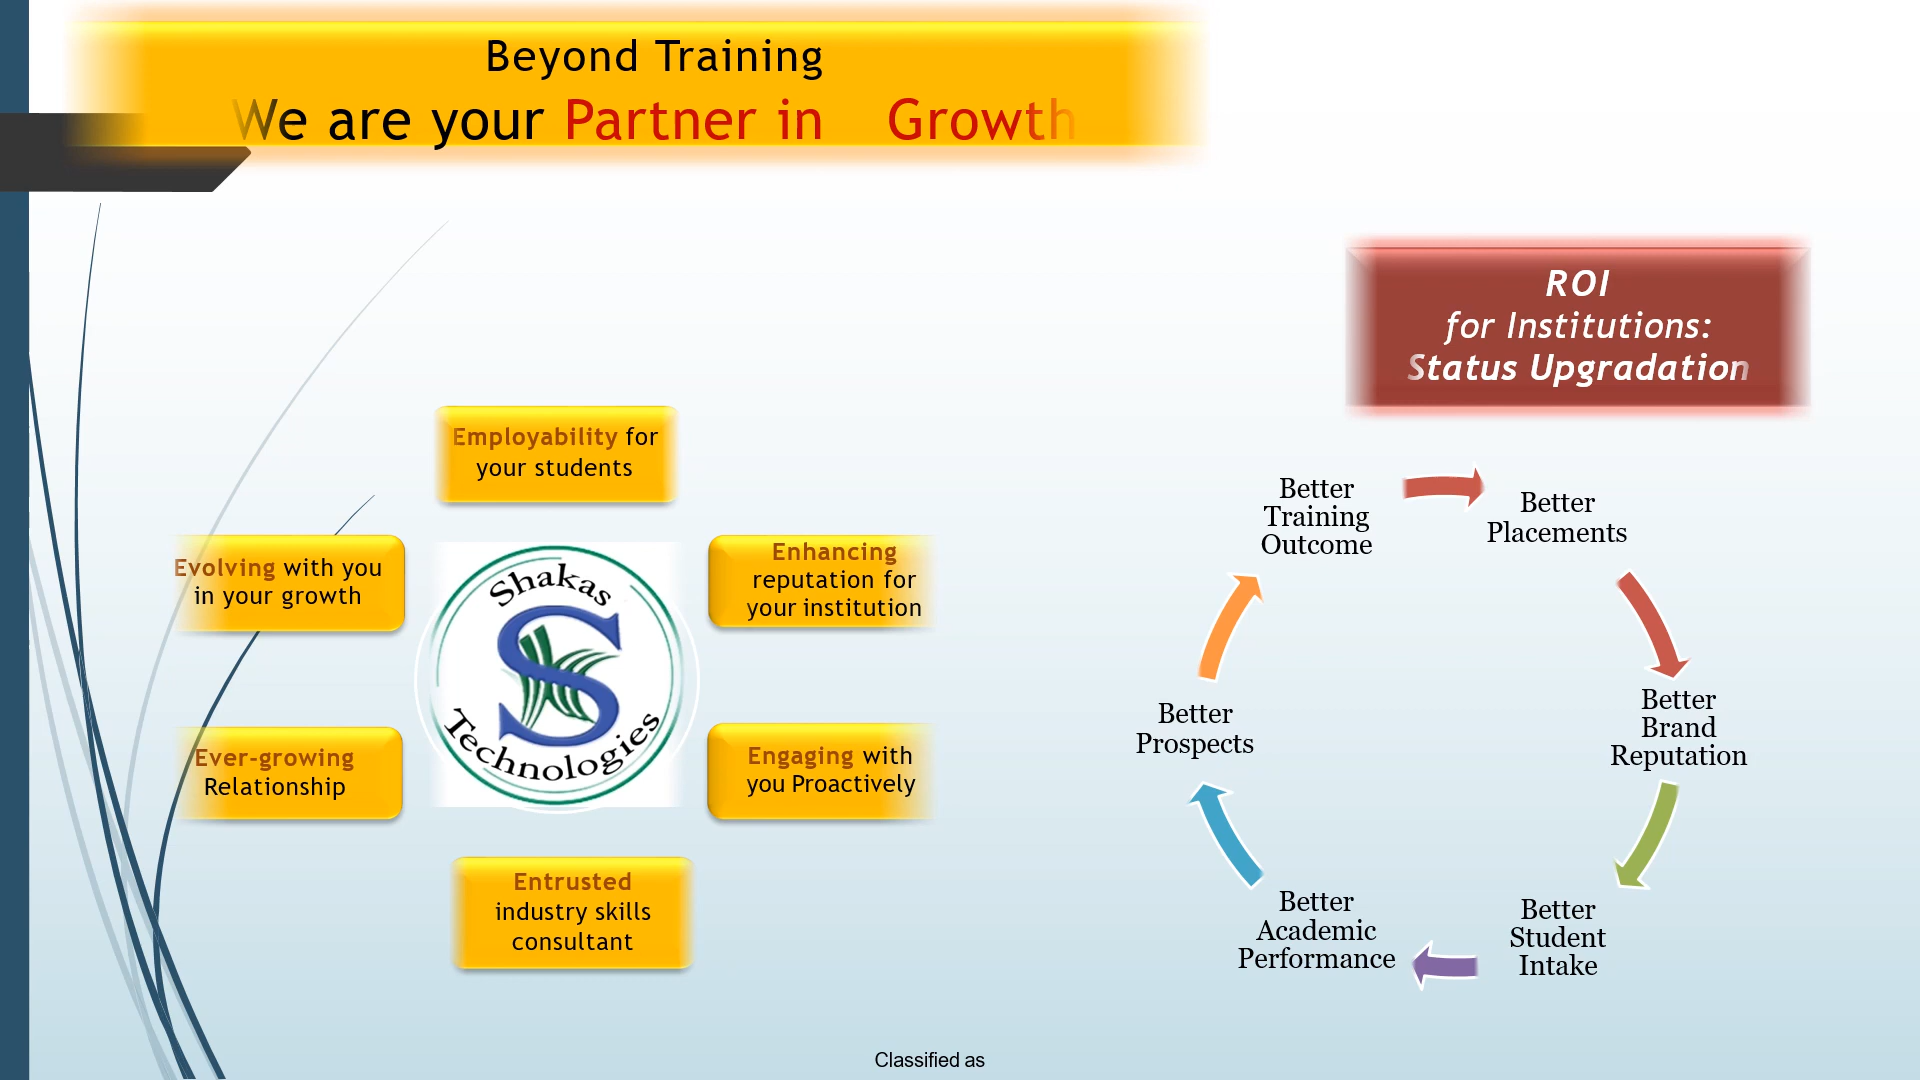 Beyond Training
We are your Partner in Growth
ROI
for Institutions:
Status Upgradation
Employability for
your students
Evolving with you
in your growth
Enhancing
reputation for
your institution
Shakas
S
Technologies
Ever-growing
Relationship
Engaging with
you Proactively
Entrusted
industry skills
consultant
Better
Training
Outcome
Better
Placements
Better
Brand
Reputation
Better
Student
Intake
Better
Academic
Performance
Better
Prospects
Classified as